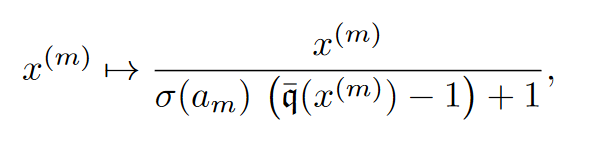 $x^{(m)} \mapsto \frac{x^{(m)}}{\sigma(a_m) \left(\bar{\mathfrak{q}}(x^{(m)}) - 1\right) + 1},$